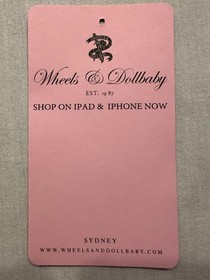 Wheels & Dollbaby
EST: 1987
SHOP ON IPAD & IPHONE NOW
SYDNEY
WWW.WHEELSANDDOLLBABY.COM